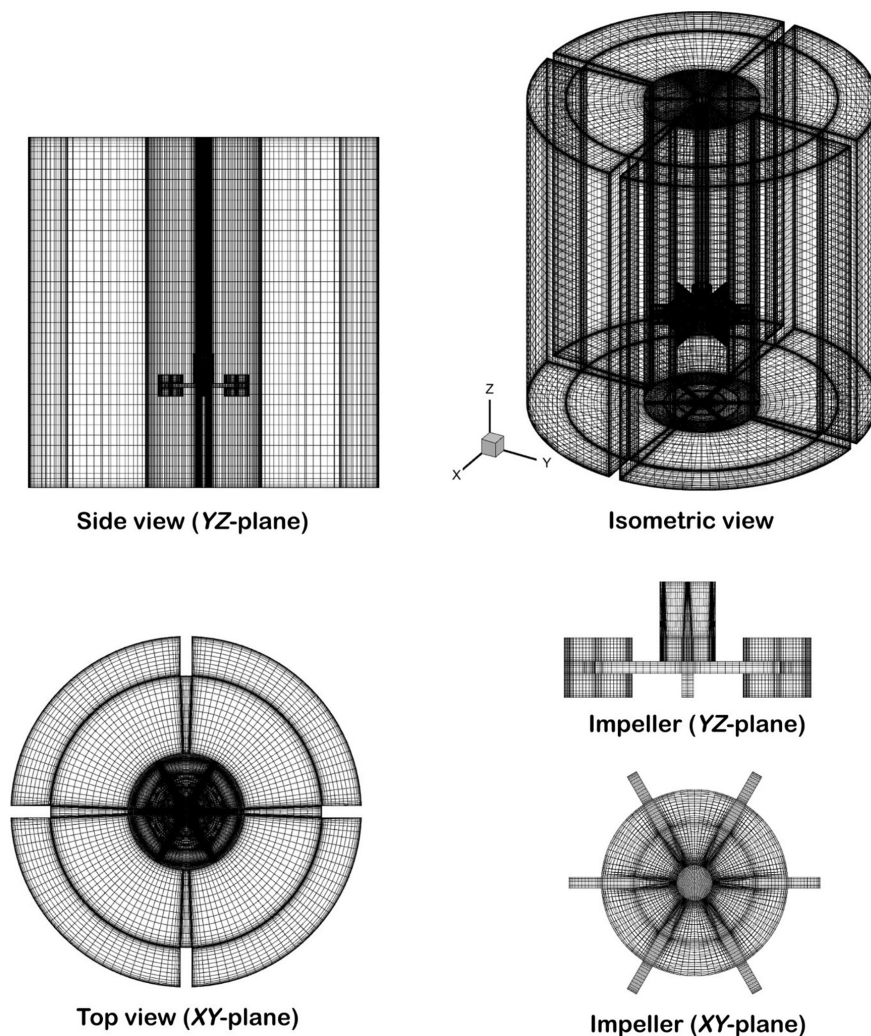 Z
X
Y
Side view (YZ-plane)
Isometric view
Impeller (YZ-plane)
Top view (XY-plane)
Impeller (XY-plane)